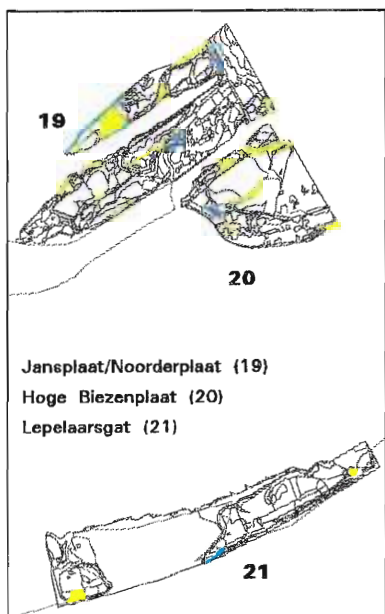 19
20
Jansplaat/Noorderplaat (19)
Hoge Biezenplaat (20)
Lepelaarsgat (21)
21